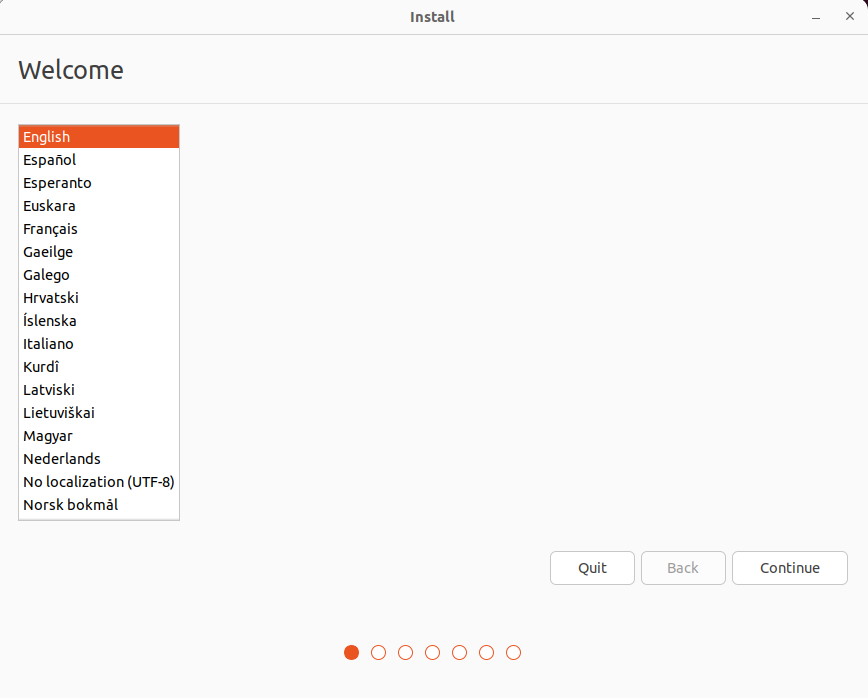 Install
Welcome
English
Español
Esperanto
Euskara
Français
Gaeilge
Galego
Hrvatski
Íslenska
Italiano
Kurdî
Latviski
Lietuviškai
Magyar
Nederlands
No localization (UTF-8)
Norsk bokmål
Quit Back Continue